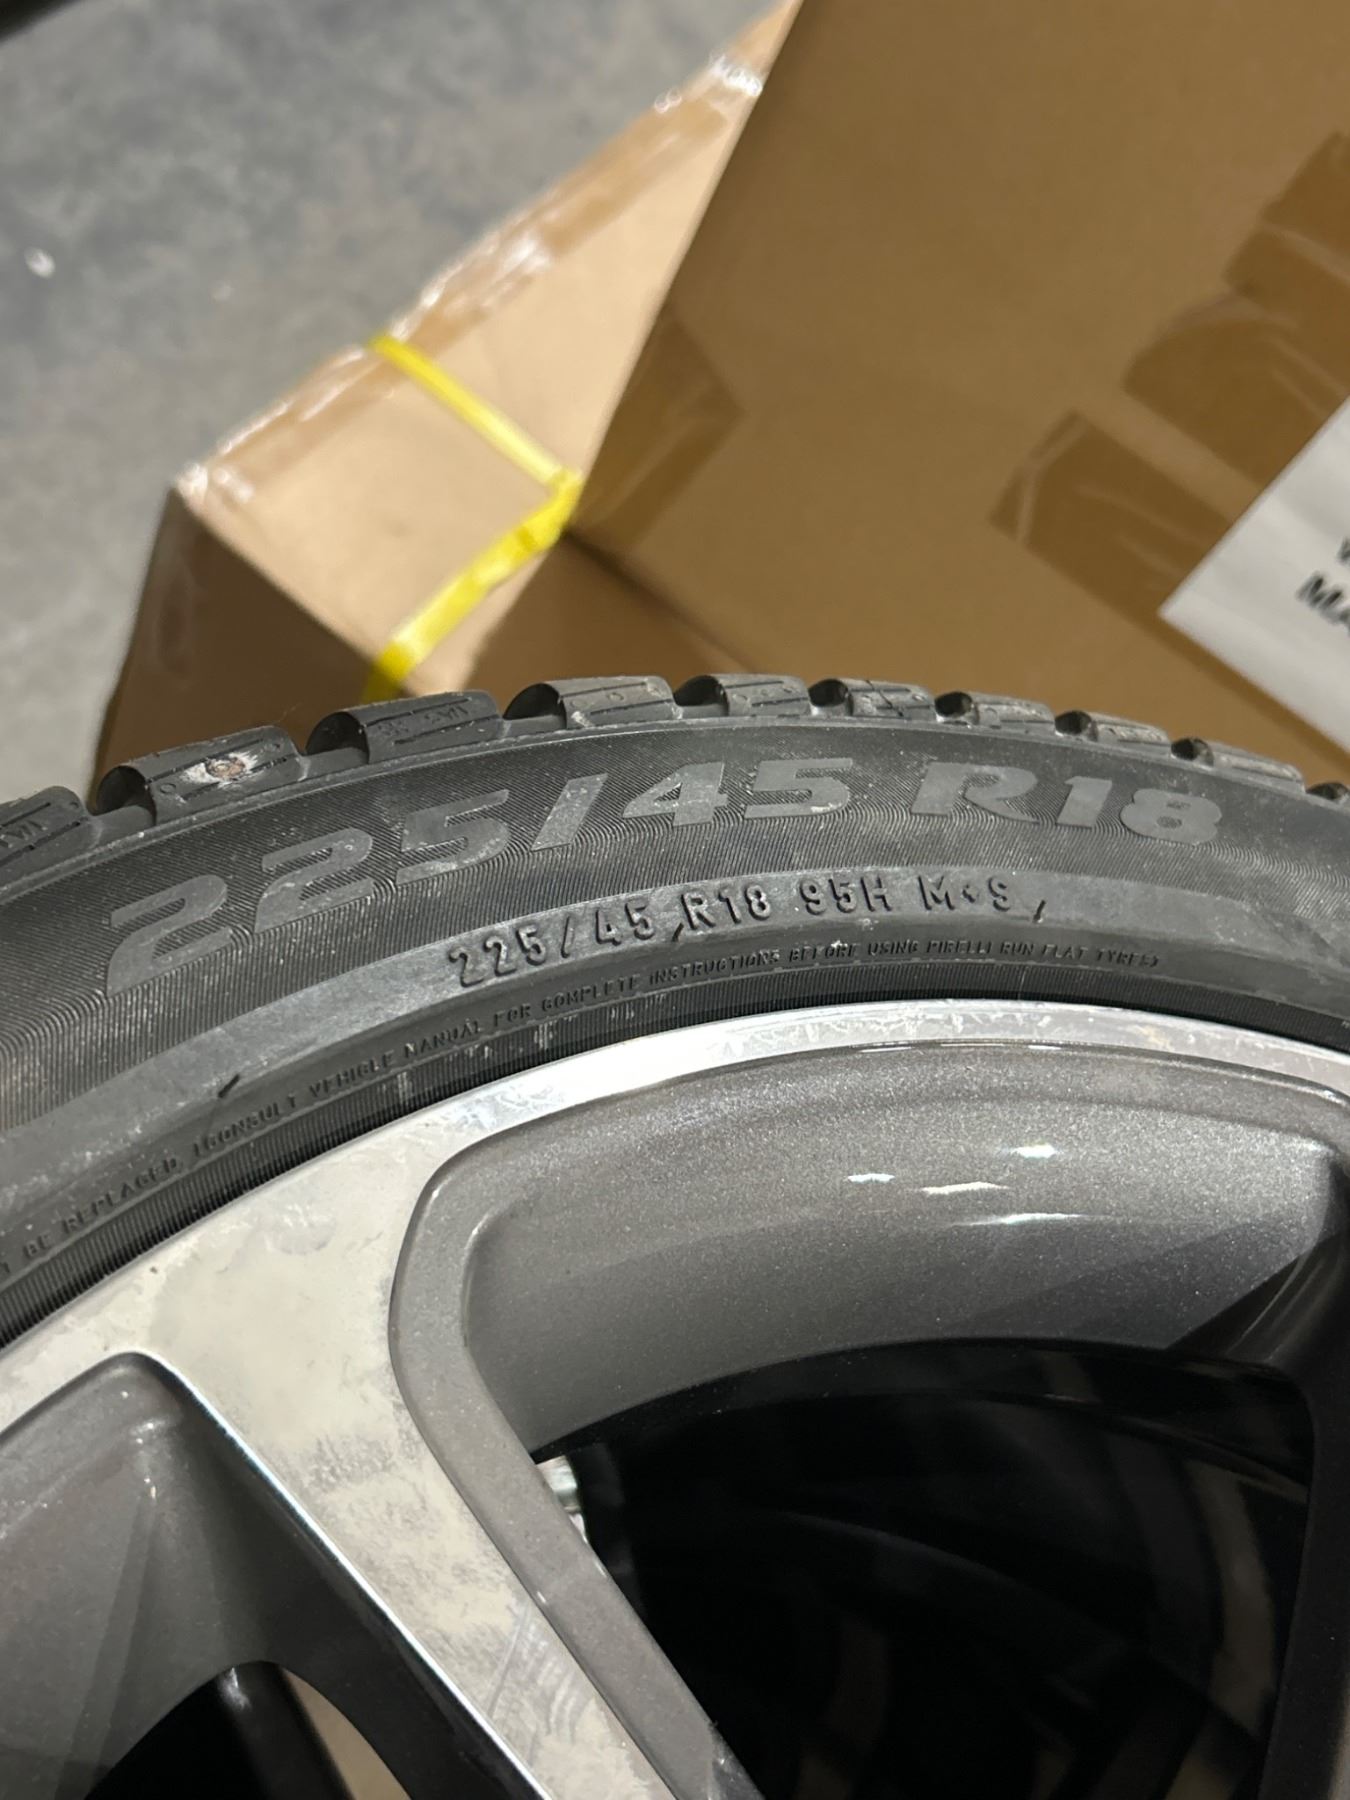 225/45 R18
225/45 R18 95H M+S
T BE REPLACED. (CONSULT VEHICLE MANUAL FOR COMPLETE INSTRUCTIONS BEFORE USING PIRELLI RUN FLAT TYRES)
MA